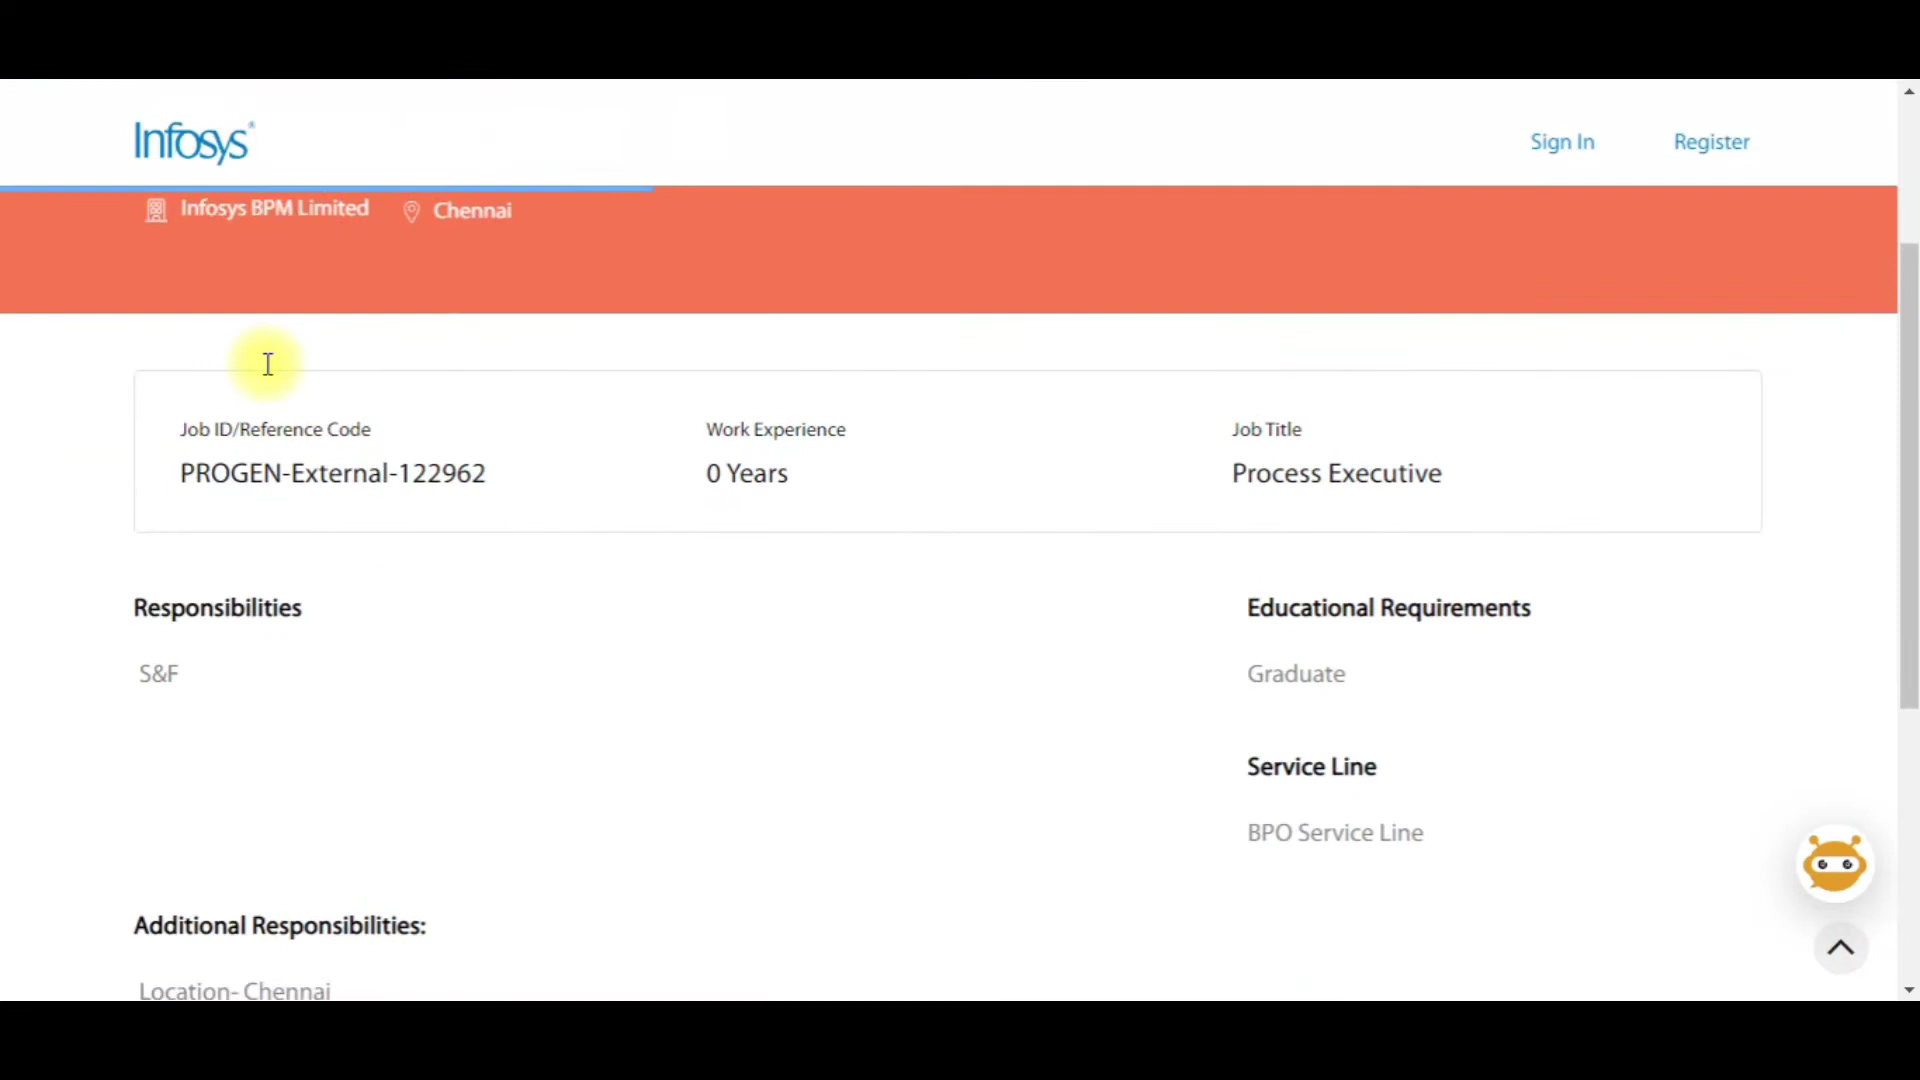 Infosys
Sign In
Register
Infosys BPM Limited
Chennai
Job ID/Reference Code
Work Experience
Job Title
PROGEN-External-122962
0 Years
Process Executive
Responsibilities
Educational Requirements
S&F
Graduate
Service Line
BPO Service Line
Additional Responsibilities:
Location- Chennai